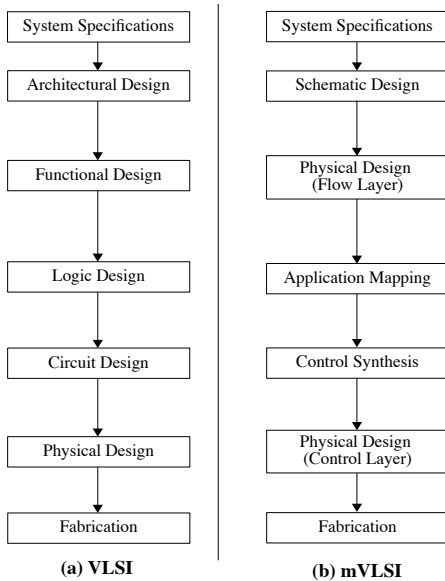 System Specifications
Architectural Design
Functional Design
Logic Design
Circuit Design
Physical Design
Fabrication
(a) VLSI
System Specifications
Schematic Design
Physical Design
(Flow Layer)
Application Mapping
Control Synthesis
Physical Design
(Control Layer)
Fabrication
(b) mVLSI